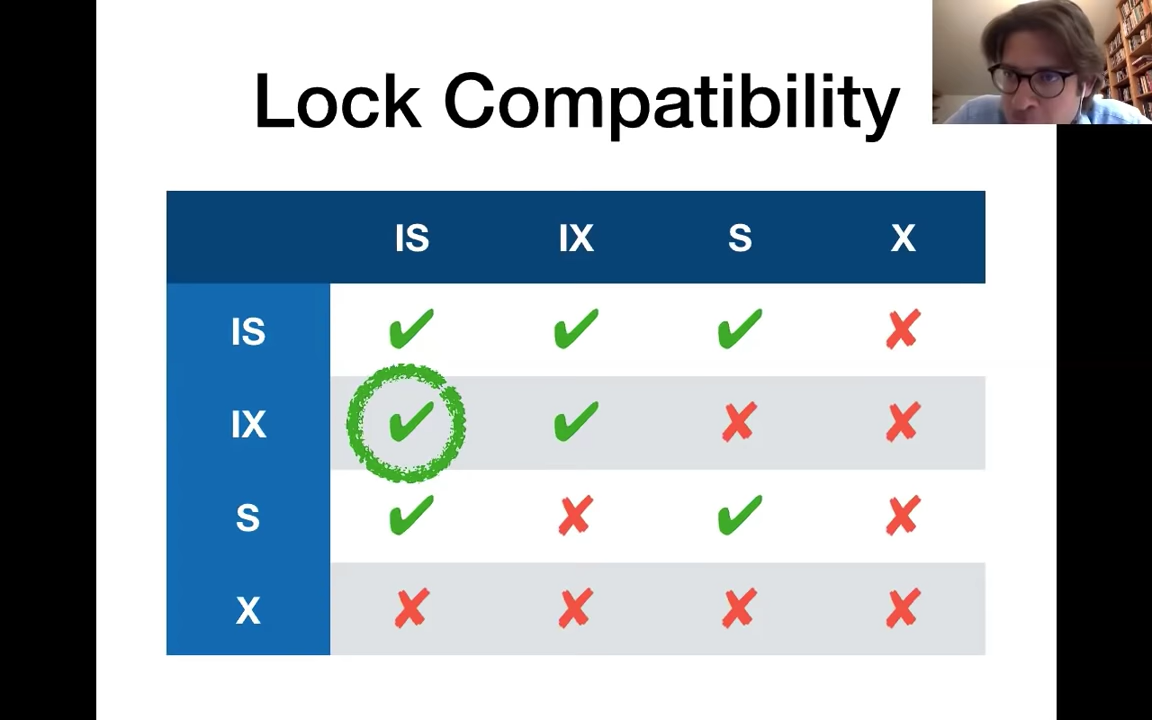 Lock Compatibility
IS IX S X
IS ✔ ✔ ✔ ✘
IX ✔ ✔ ✘ ✘
S ✔ ✘ ✔ ✘
X ✘ ✘ ✘ ✘